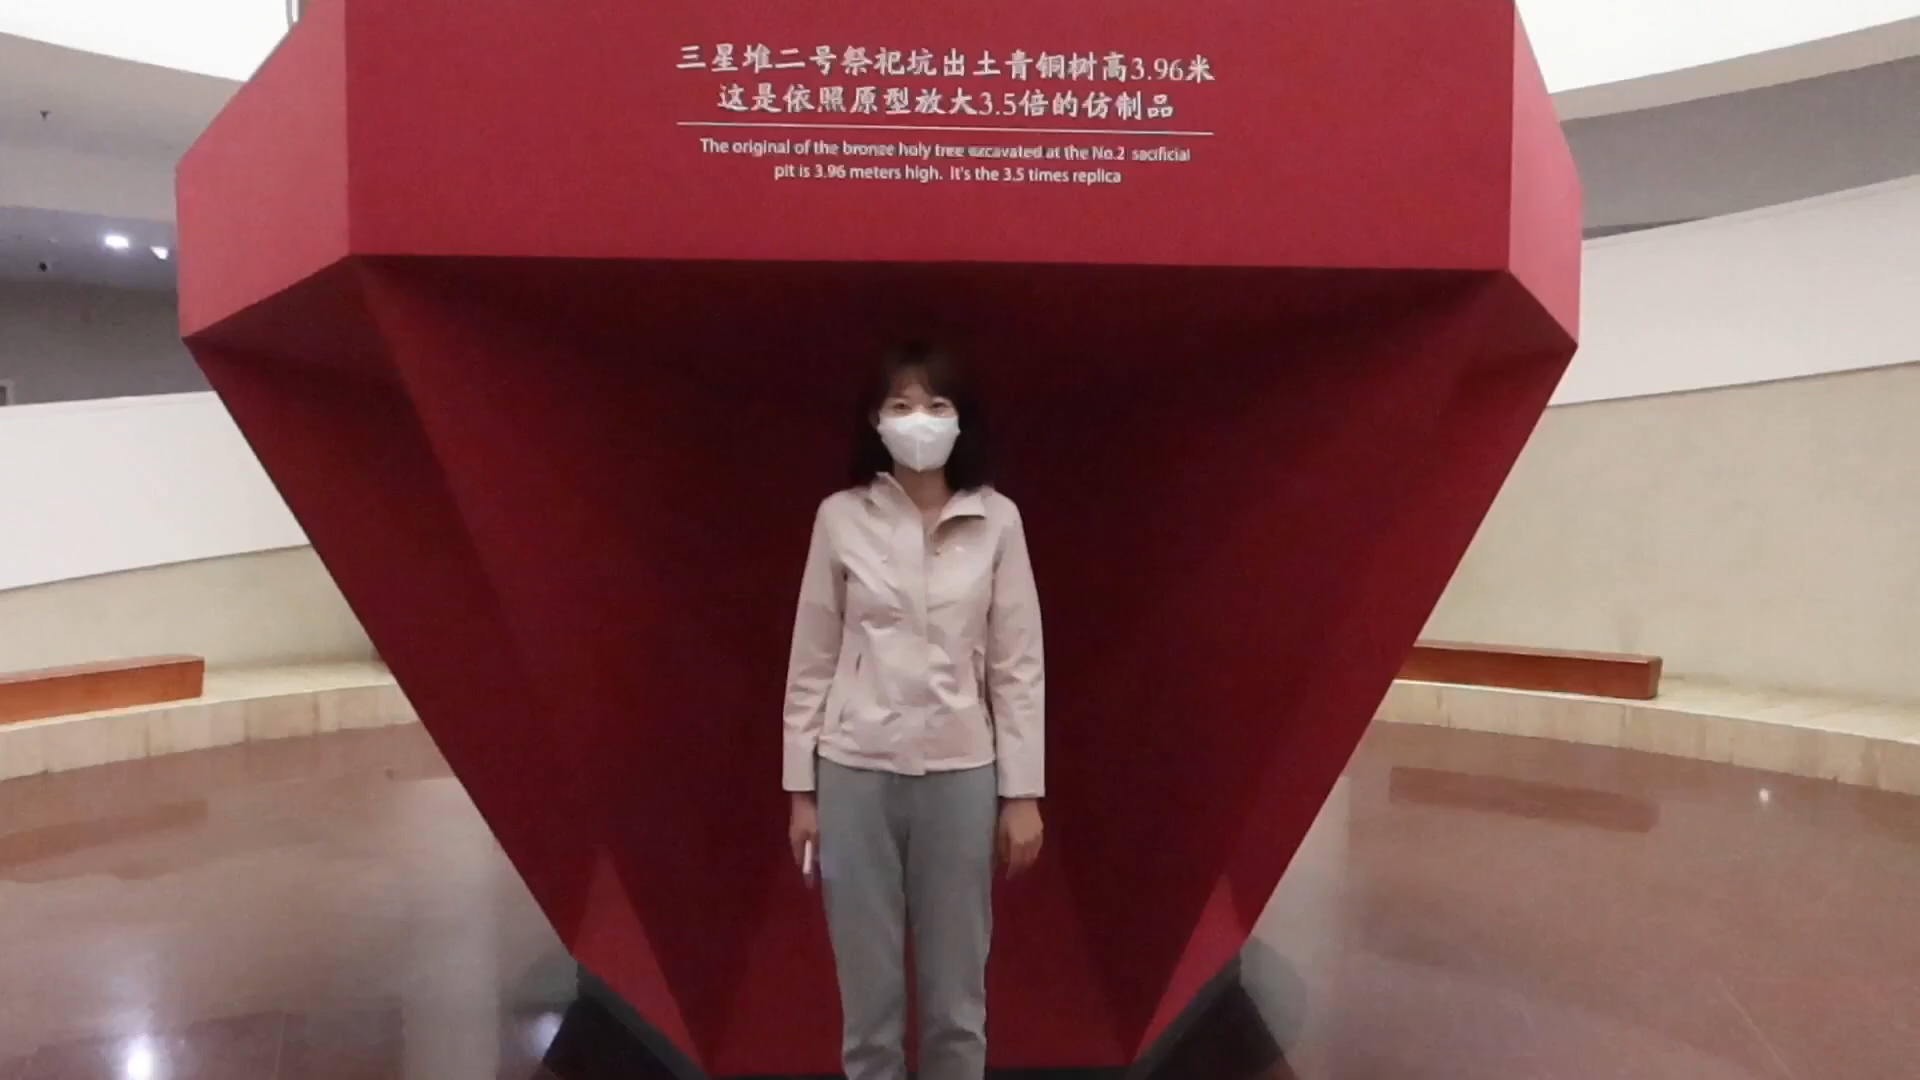 三星堆二号祭祀坑出土青铜树高3.96米
这是依照原型放大3.5倍的仿制品
The original of the bronze holy tree excavated at the No.2 sacificial
pit is 3.96 meters high. It's the 3.5 times replica